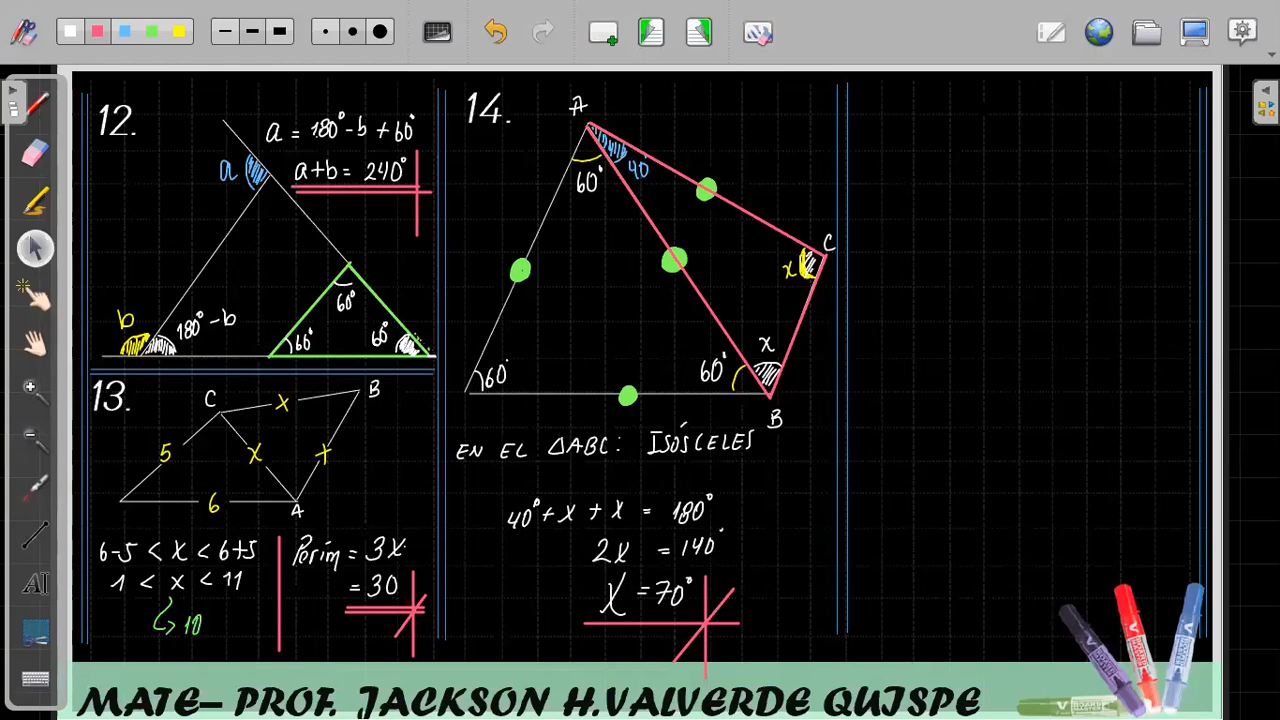 12.
a = 180° - b + 60°
a + b = 240°
a
b
180° - b
60°
60°
60°
13.
C
x
B
5
x
x
6
A
6-5 < x < 6+5
1 < x < 11
10
Perim = 3x
= 30
14.
A
60°
40°
C
x
x
60°
60°
B
EN EL △ABC: ISÓSCELES
40° + x + x = 180°
2x = 140°
X = 70°
MATE– PROF. JACKSON H.VALVERDE QUISPE